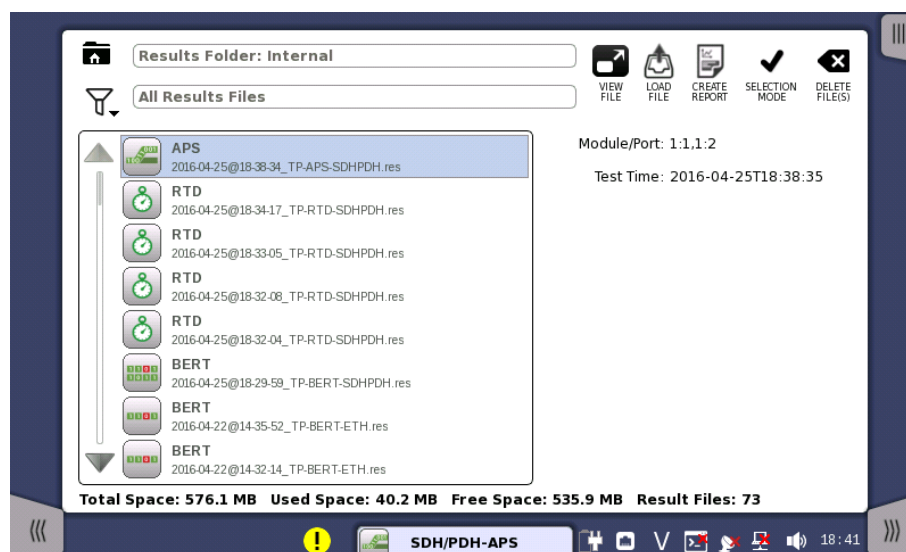 Results Folder: Internal
All Results Files
VIEW FILE
LOAD FILE
CREATE REPORT
SELECTION MODE
DELETE FILE(S)
APS
2016-04-25@18-38-34_TP-APS-SDHPDH.res
RTD
2016-04-25@18-34-17_TP-RTD-SDHPDH.res
RTD
2016-04-25@18-33-05_TP-RTD-SDHPDH.res
RTD
2016-04-25@18-32-08_TP-RTD-SDHPDH.res
RTD
2016-04-25@18-32-04_TP-RTD-SDHPDH.res
BERT
2016-04-25@18-29-59_TP-BERT-SDHPDH.res
BERT
2016-04-22@14-35-52_TP-BERT-ETH.res
BERT
2016-04-22@14-32-14_TP-BERT-ETH.res
Module/Port: 1:1,1:2
Test Time: 2016-04-25T18:38:35
Total Space: 576.1 MB Used Space: 40.2 MB Free Space: 535.9 MB Result Files: 73
SDH/PDH-APS
V
18:41